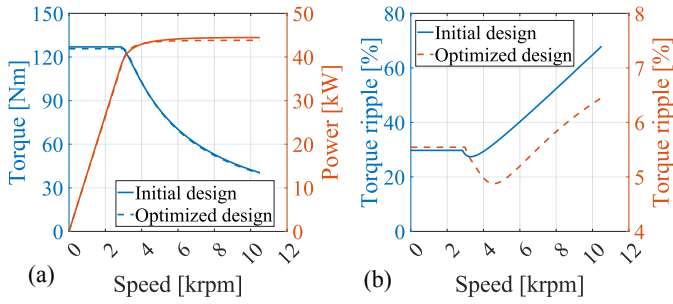 150
120
90
60
30
0
Torque [Nm]
50
40
30
20
10
0
Power [kW]
Initial design
Optimized design
0 2 4 6 8 10 12
Speed [krpm]
(a)
80
60
40
20
0
Torque ripple [%]
8
7
6
5
4
Torque ripple [%]
Initial design
Optimized design
0 2 4 6 8 10 12
Speed [krpm]
(b)